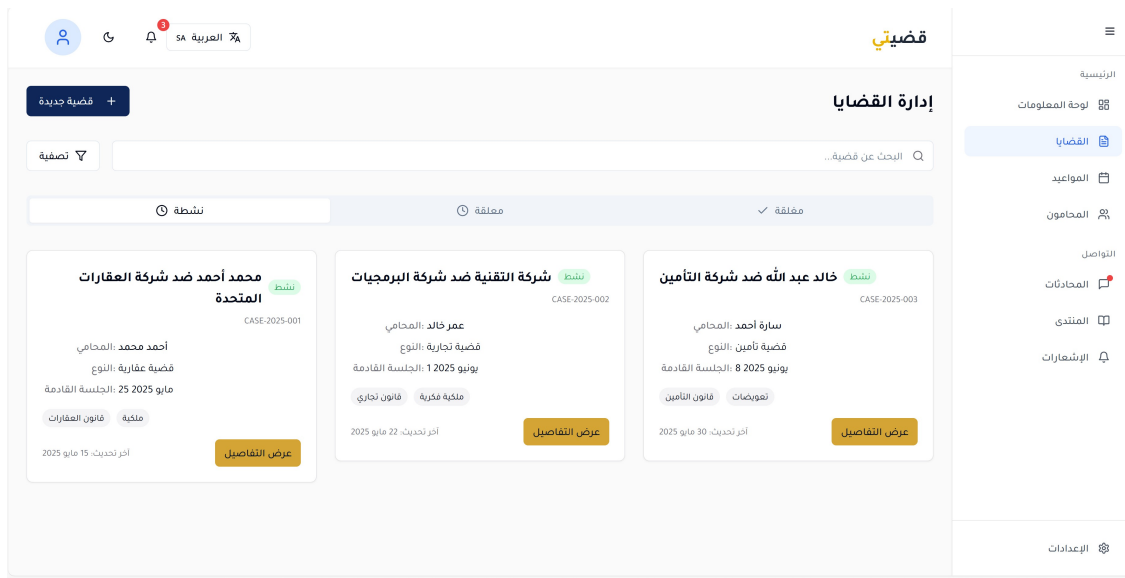 الرئيسية
لوحة المعلومات
القضايا
المواعيد
المحامون
التواصل
المحادثات
المنتدى
الإشعارات
الإعدادات
قضيتي
العربية SA
3
إدارة القضايا
قضية جديدة
البحث عن قضية...
تصفية
مغلقة
معلقة
نشطة
خالد عبد الله ضد شركة التأمين
نشط
CASE-2025-003
سارة أحمد :المحامي
قضية تأمين :النوع
8 يونيو 2025 :الجلسة القادمة
تعويضات
قانون التأمين
عرض التفاصيل
آخر تحديث: 30 مايو 2025
شركة التقنية ضد شركة البرمجيات
نشط
CASE-2025-002
عمر خالد :المحامي
قضية تجارية :النوع
1 يونيو 2025 :الجلسة القادمة
ملكية فكرية
قانون تجاري
عرض التفاصيل
آخر تحديث: 22 مايو 2025
محمد أحمد ضد شركة العقارات
المتحدة
نشط
CASE-2025-001
أحمد محمد :المحامي
قضية عقارية :النوع
25 مايو 2025 :الجلسة القادمة
ملكية
قانون العقارات
عرض التفاصيل
آخر تحديث: 15 مايو 2025